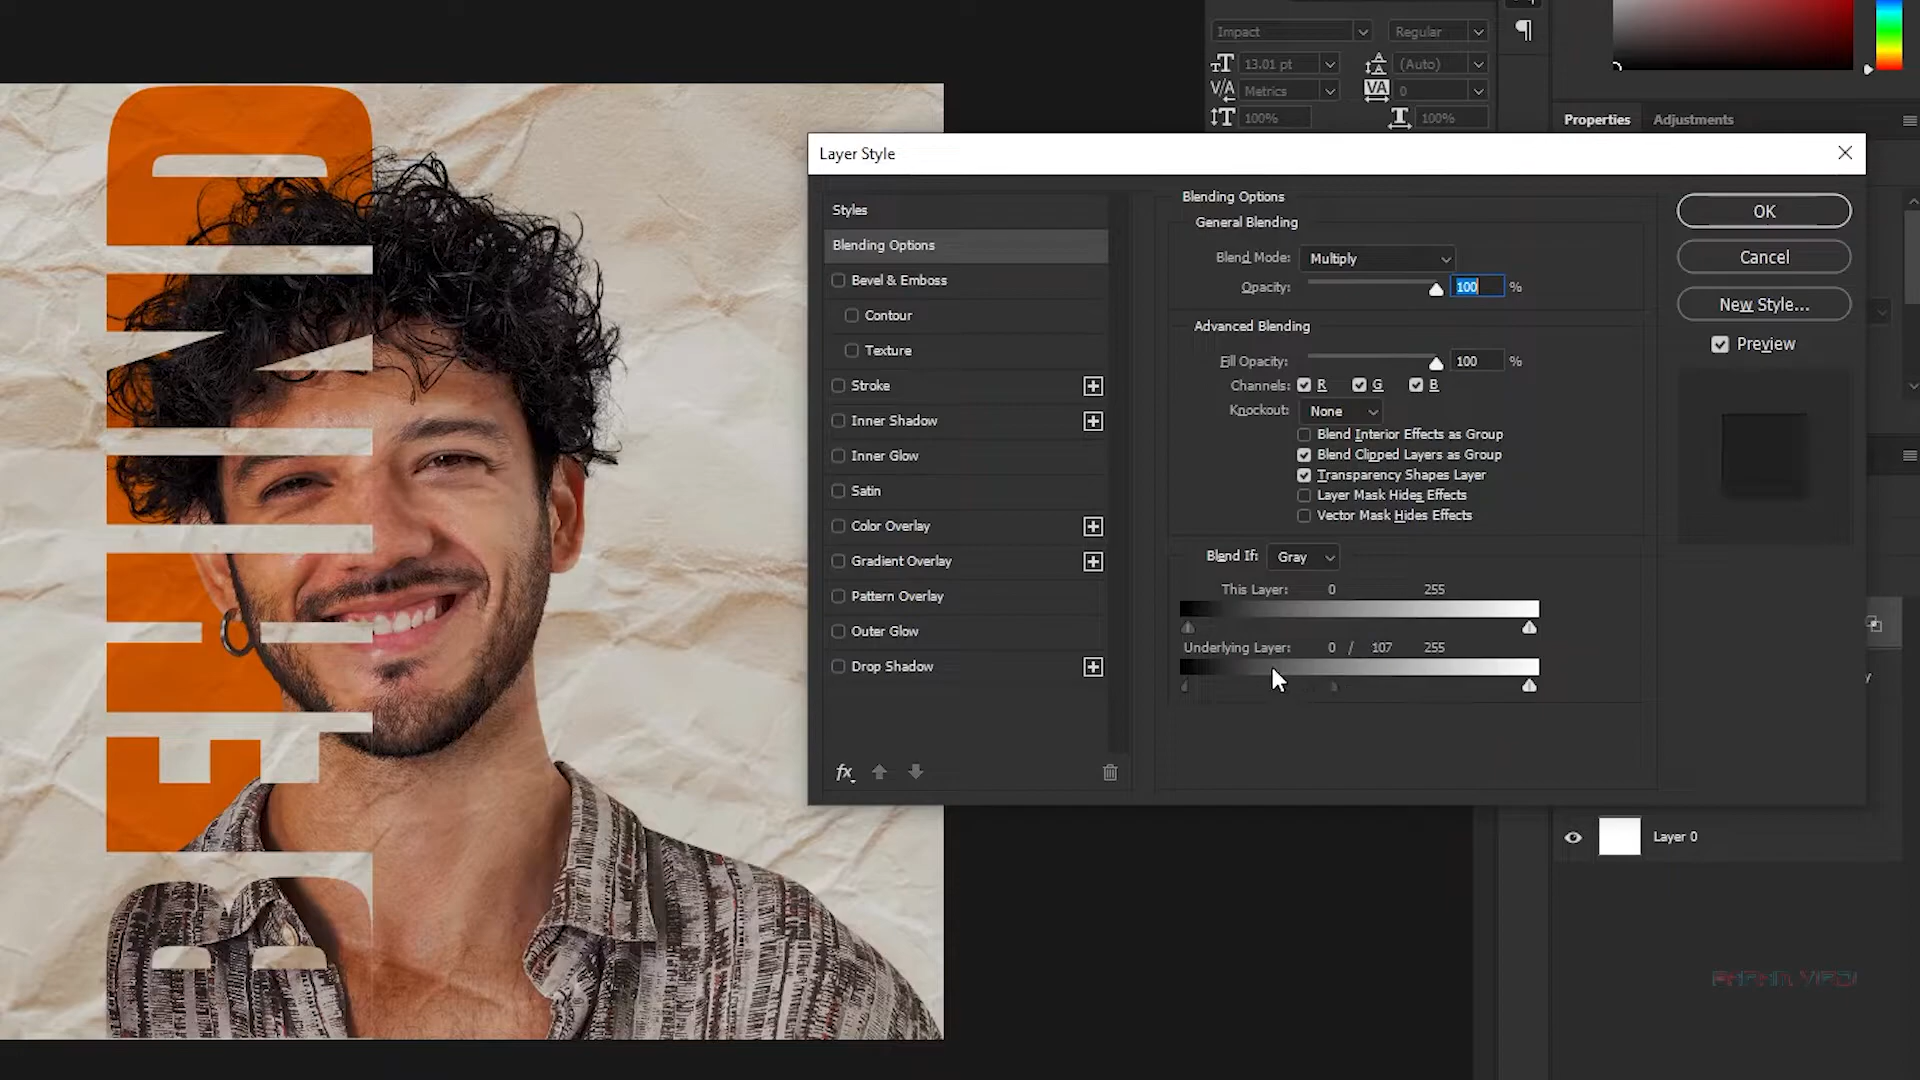 Impact
Regular
13.01 pt
(Auto)
Metrics
0
100%
100%
Properties
Adjustments
Layer Style
Styles
Blending Options
Bevel & Emboss
Contour
Texture
Stroke
Inner Shadow
Inner Glow
Satin
Color Overlay
Gradient Overlay
Pattern Overlay
Outer Glow
Drop Shadow
fx
Blending Options
General Blending
Blend Mode: Multiply
Opacity: 100 %
Advanced Blending
Fill Opacity: 100 %
Channels: R G B
Knockout: None
Blend Interior Effects as Group
Blend Clipped Layers as Group
Transparency Shapes Layer
Layer Mask Hides Effects
Vector Mask Hides Effects
Blend If: Gray
This Layer: 0 255
Underlying Layer: 0 / 107 255
OK
Cancel
New Style...
Preview
Layer 0
BEHIND